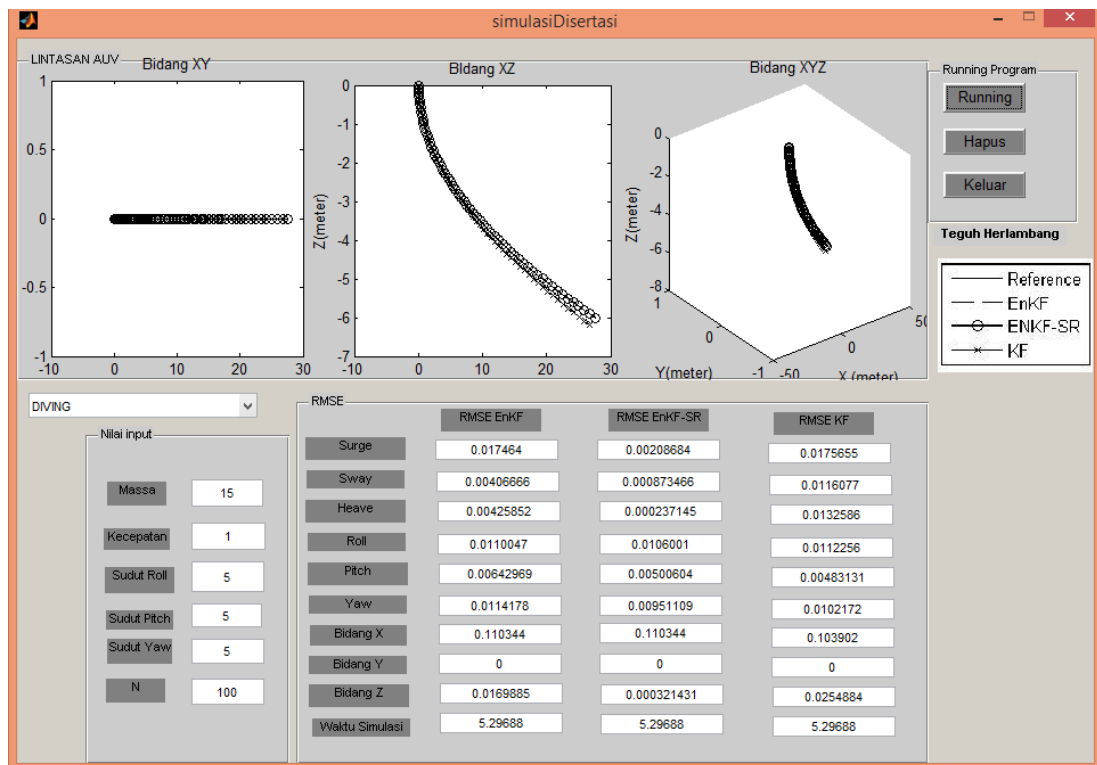 simulasiDisertasi
LINTASAN AUV
Bidang XY
BIdang XZ
Bidang XYZ
1
0.5
0
-0.5
-1
-10 0 10 20 30
Z(meter)
0
-1
-2
-3
-4
-5
-6
-7
-10 0 10 20 30
Z(meter)
0
-2
-4
-6
-8
1
0
-1
-50
0
50
Y(meter)
X (meter)
Running Program
Running
Hapus
Keluar
Teguh Herlambang
Reference
EnKF
ENKF-SR
KF
DIVING
Nilai input
Massa 15
Kecepatan 1
Sudut Roll 5
Sudut Pitch 5
Sudut Yaw 5
N 100
RMSE
RMSE EnKF RMSE EnKF-SR RMSE KF
Surge 0.017464 0.00208684 0.0175655
Sway 0.00406666 0.000873466 0.0116077
Heave 0.00425852 0.000237145 0.0132586
Roll 0.0110047 0.0106001 0.0112256
Pitch 0.00642969 0.00500604 0.00483131
Yaw 0.0114178 0.00951109 0.0102172
Bidang X 0.110344 0.110344 0.103902
Bidang Y 0 0 0
Bidang Z 0.0169885 0.000321431 0.0254884
Waktu Simulasi 5.29688 5.29688 5.29688